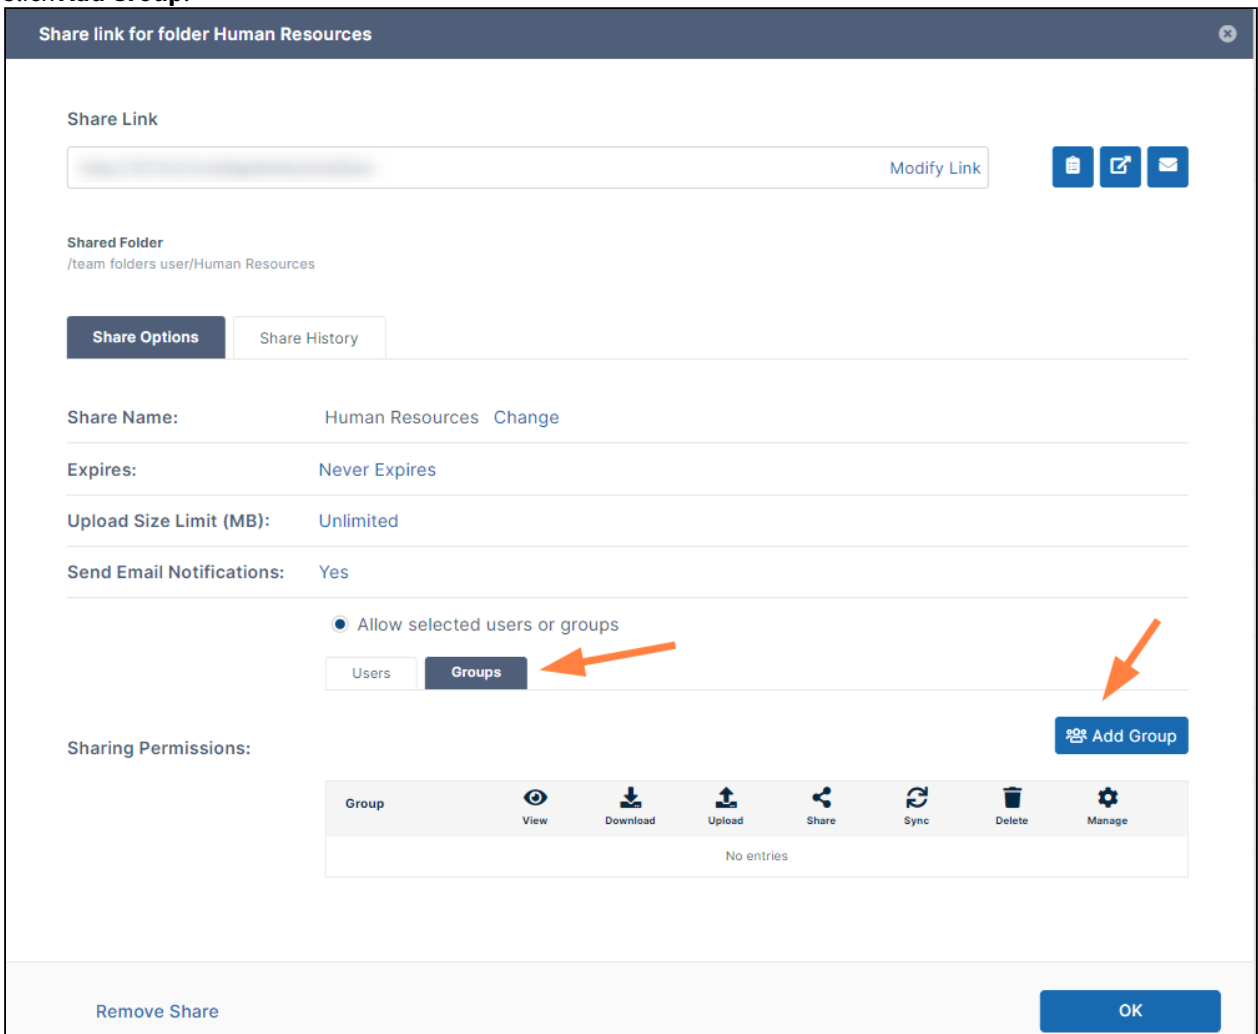 Share link for folder Human Resources
Share Link
Modify Link
Shared Folder
/team folders user/Human Resources
Share Options Share History
Share Name: Human Resources Change
Expires: Never Expires
Upload Size Limit (MB): Unlimited
Send Email Notifications: Yes
Allow selected users or groups
Users Groups
Add Group
Sharing Permissions:
Group View Download Upload Share Sync Delete Manage
No entries
Remove Share OK